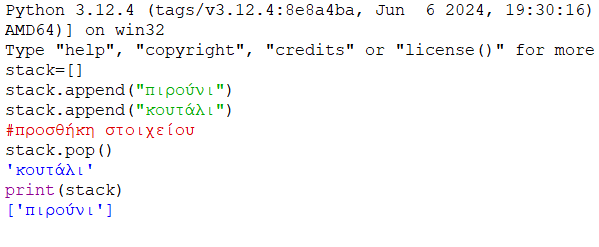 Python 3.12.4 (tags/v3.12.4:8e8a4ba, Jun  6 2024, 19:30:16)
AMD64)] on win32
Type "help", "copyright", "credits" or "license()" for more
stack=[]
stack.append("πιρούνι")
stack.append("κουτάλι")
#προσθήκη στοιχείου
stack.pop()
'κουτάλι'
print(stack)
['πιρούνι']